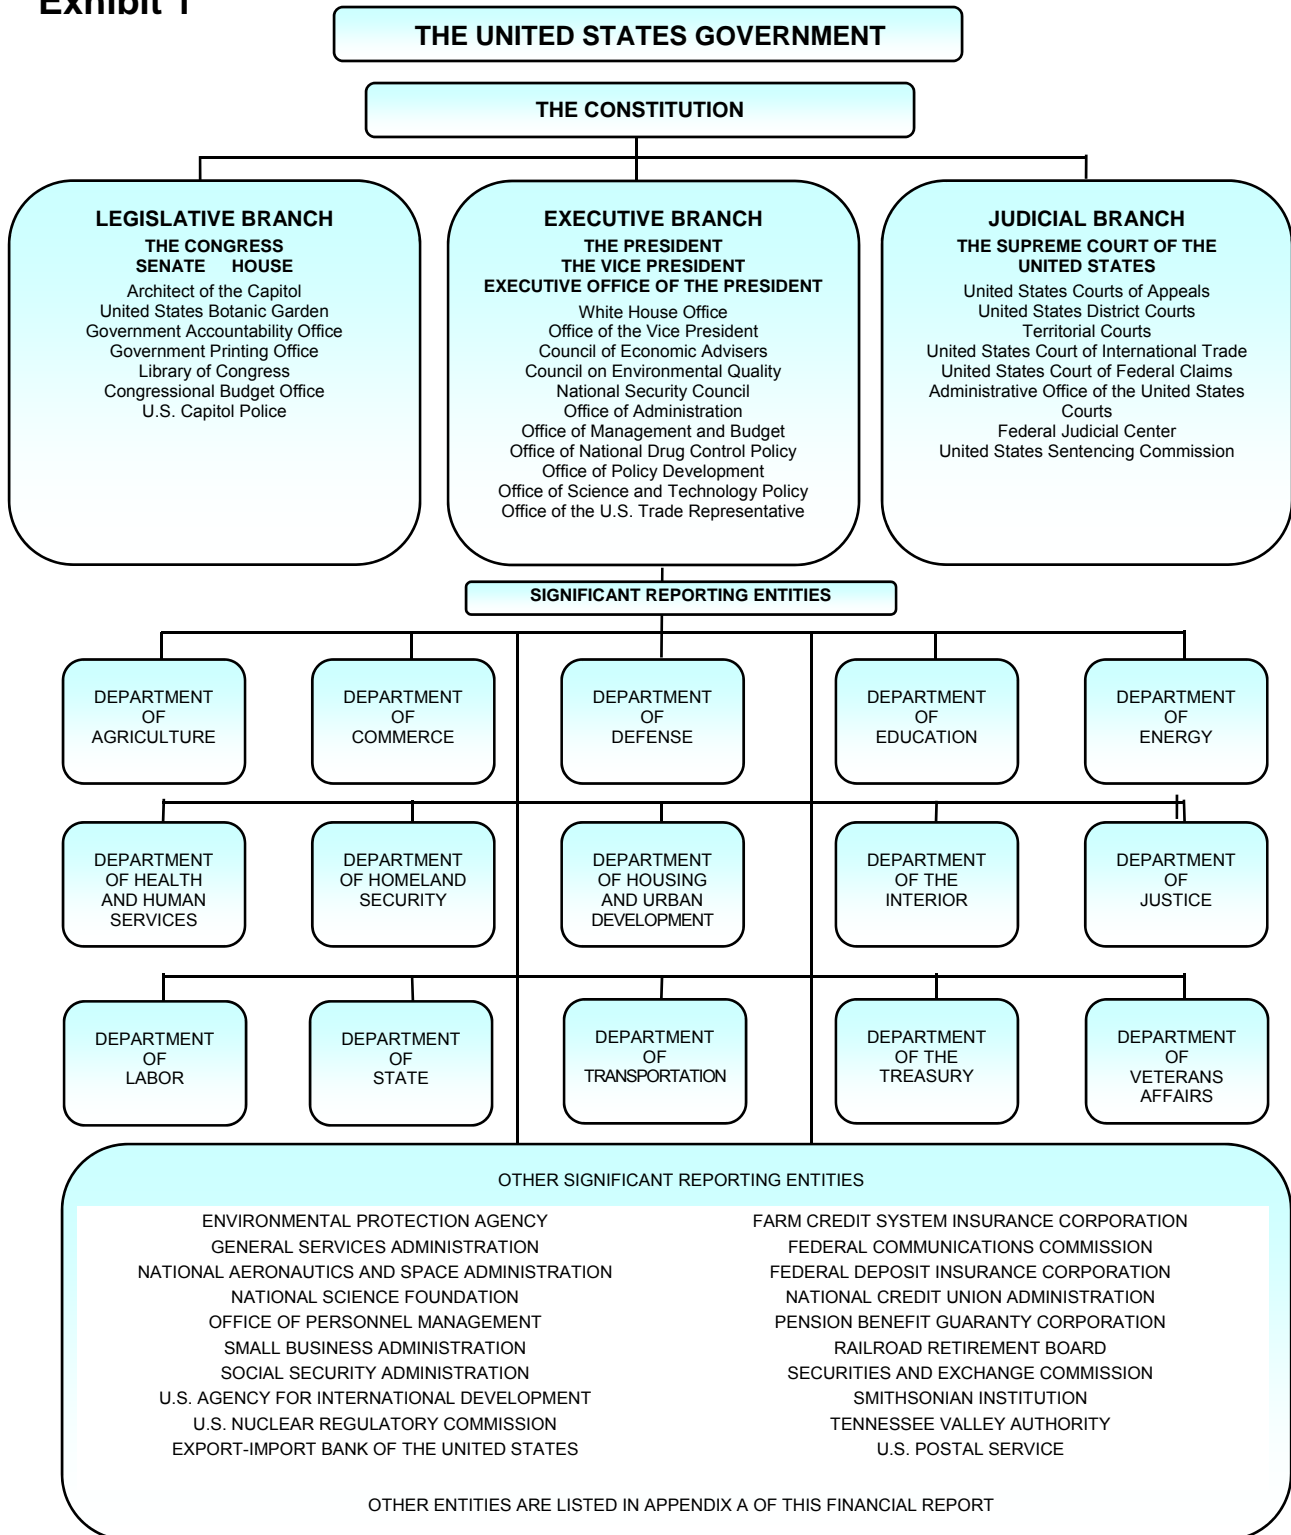 Exhibit 1
THE UNITED STATES GOVERNMENT
THE CONSTITUTION
LEGISLATIVE BRANCH
THE CONGRESS
SENATE HOUSE
Architect of the Capitol
United States Botanic Garden
Government Accountability Office
Government Printing Office
Library of Congress
Congressional Budget Office
U.S. Capitol Police
EXECUTIVE BRANCH
THE PRESIDENT
THE VICE PRESIDENT
EXECUTIVE OFFICE OF THE PRESIDENT
White House Office
Office of the Vice President
Council of Economic Advisers
Council on Environmental Quality
National Security Council
Office of Administration
Office of Management and Budget
Office of National Drug Control Policy
Office of Policy Development
Office of Science and Technology Policy
Office of the U.S. Trade Representative
JUDICIAL BRANCH
THE SUPREME COURT OF THE
UNITED STATES
United States Courts of Appeals
United States District Courts
Territorial Courts
United States Court of International Trade
United States Court of Federal Claims
Administrative Office of the United States
Courts
Federal Judicial Center
United States Sentencing Commission
SIGNIFICANT REPORTING ENTITIES
DEPARTMENT
OF
AGRICULTURE
DEPARTMENT
OF
COMMERCE
DEPARTMENT
OF
DEFENSE
DEPARTMENT
OF
EDUCATION
DEPARTMENT
OF
ENERGY
DEPARTMENT
OF HEALTH
AND HUMAN
SERVICES
DEPARTMENT
OF HOMELAND
SECURITY
DEPARTMENT
OF HOUSING
AND URBAN
DEVELOPMENT
DEPARTMENT
OF THE
INTERIOR
DEPARTMENT
OF
JUSTICE
DEPARTMENT
OF
LABOR
DEPARTMENT
OF
STATE
DEPARTMENT
OF
TRANSPORTATION
DEPARTMENT
OF THE
TREASURY
DEPARTMENT
OF
VETERANS
AFFAIRS
OTHER SIGNIFICANT REPORTING ENTITIES
ENVIRONMENTAL PROTECTION AGENCY
GENERAL SERVICES ADMINISTRATION
NATIONAL AERONAUTICS AND SPACE ADMINISTRATION
NATIONAL SCIENCE FOUNDATION
OFFICE OF PERSONNEL MANAGEMENT
SMALL BUSINESS ADMINISTRATION
SOCIAL SECURITY ADMINISTRATION
U.S. AGENCY FOR INTERNATIONAL DEVELOPMENT
U.S. NUCLEAR REGULATORY COMMISSION
EXPORT-IMPORT BANK OF THE UNITED STATES
FARM CREDIT SYSTEM INSURANCE CORPORATION
FEDERAL COMMUNICATIONS COMMISSION
FEDERAL DEPOSIT INSURANCE CORPORATION
NATIONAL CREDIT UNION ADMINISTRATION
PENSION BENEFIT GUARANTY CORPORATION
RAILROAD RETIREMENT BOARD
SECURITIES AND EXCHANGE COMMISSION
SMITHSONIAN INSTITUTION
TENNESSEE VALLEY AUTHORITY
U.S. POSTAL SERVICE
OTHER ENTITIES ARE LISTED IN APPENDIX A OF THIS FINANCIAL REPORT